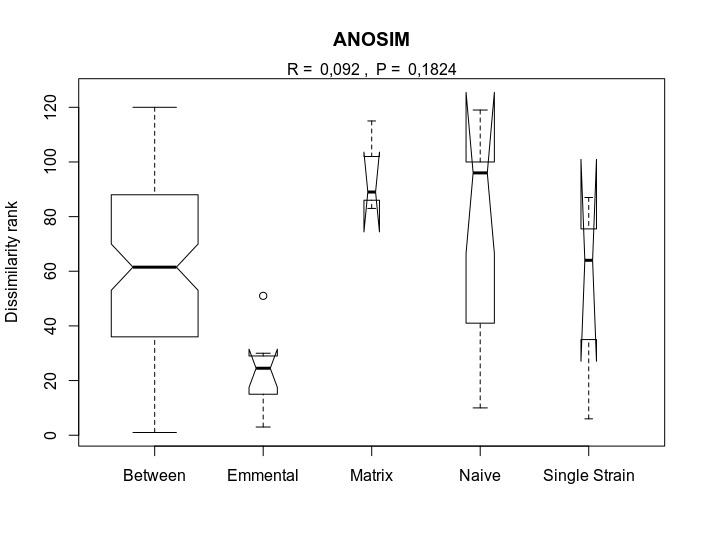 ANOSIM
R = 0,092 , P = 0,1824
Dissimilarity rank
120
100
80
60
40
20
0
Between Emmental Matrix Naive Single Strain